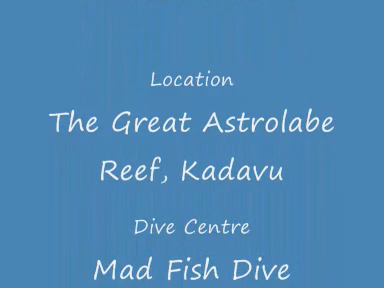 Location
The Great Astrolabe
Reef, Kadavu
Dive Centre
Mad Fish Dive